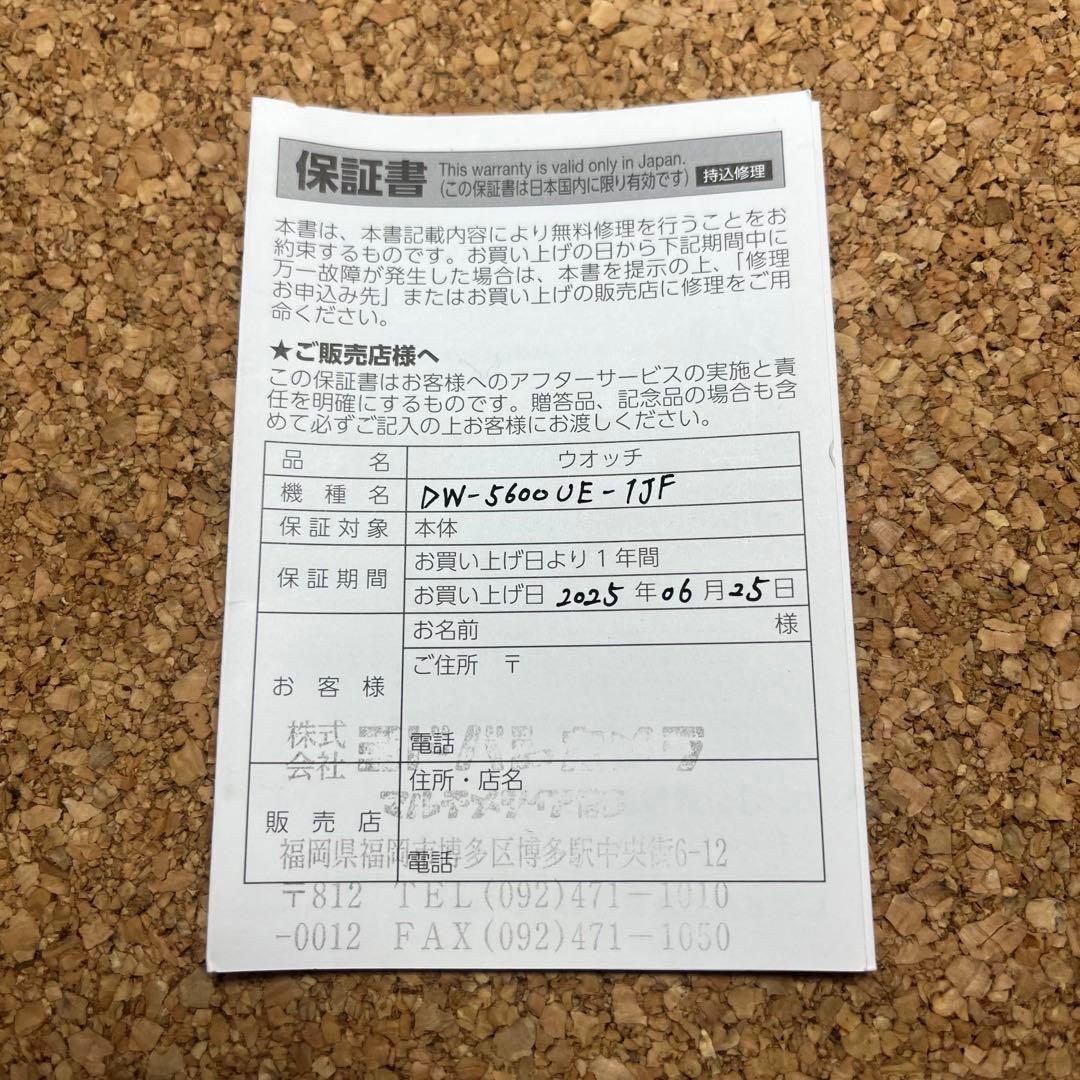 保証書 This warranty is valid only in Japan.
(この保証書は日本国内に限り有効です) 持込修理
本書は、本書記載内容により無料修理を行うことをお
約束するものです。お買い上げの日から下記期間中に
万一故障が発生した場合は、本書を提示の上、「修理
お申込み先」またはお買い上げの販売店に修理をご用
命ください。
★ご販売店様へ
この保証書はお客様へのアフターサービスの実施と責
任を明確にするものです。贈答品、記念品の場合も含
めて必ずご記入の上お客様にお渡しください。
品名 ウオッチ
機種名 DW-5600UE-1JF
保証対象 本体
保証期間 お買い上げ日より1年間
お買い上げ日 2025年06月25日
お客様 お名前 様
ご住所 〒
電話
株式会社
販売店 住所・店名
電話
福岡県福岡市博多区博多駅中央街6-12
〒812 TEL(092)471-1010
-0012 FAX(092)471-1050